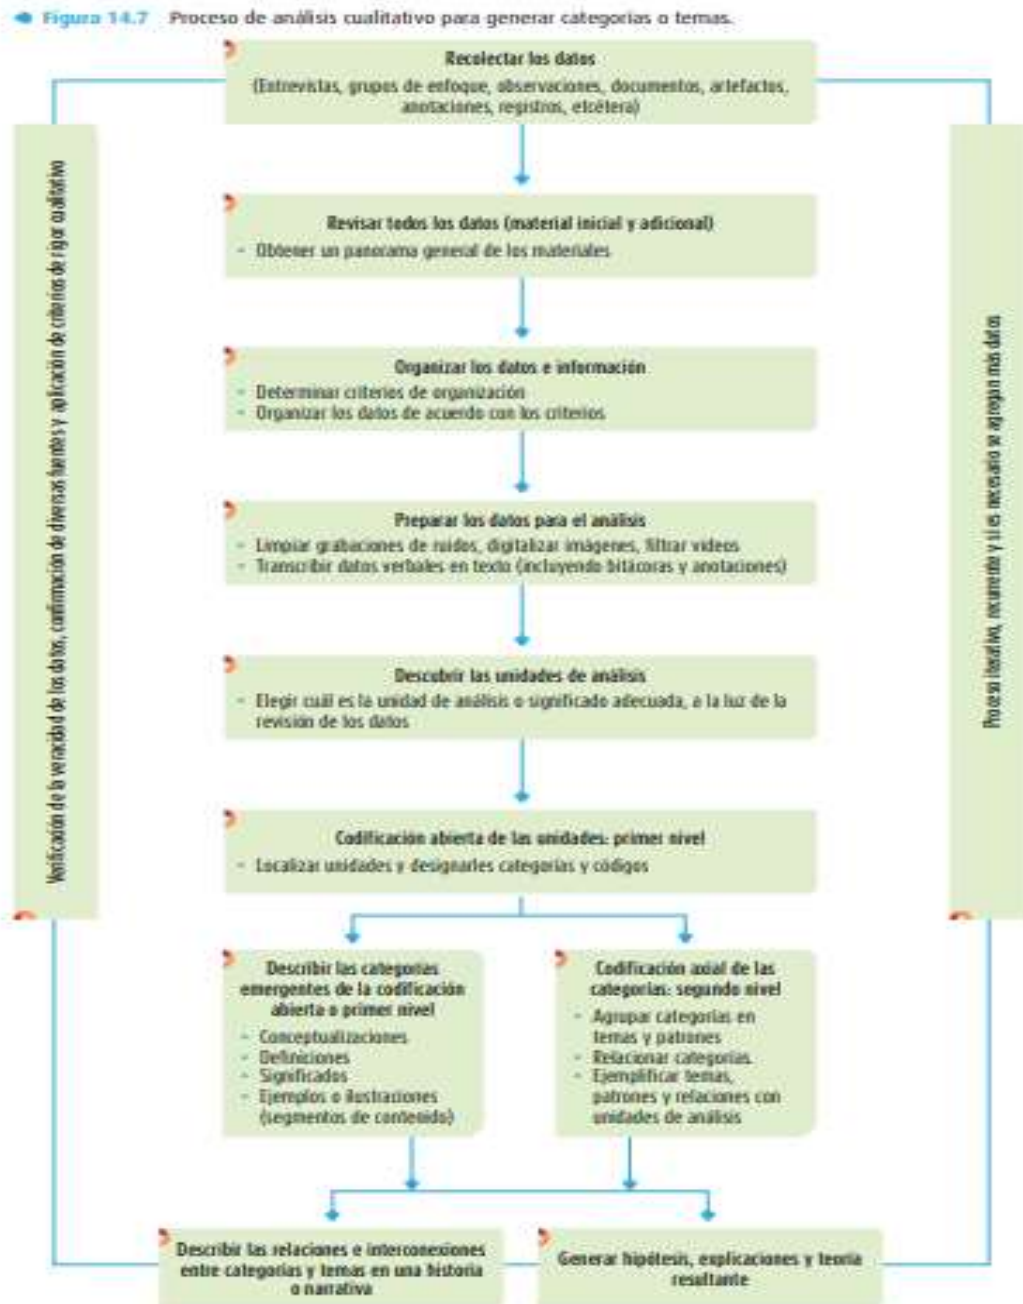 Figura 14.7 Proceso de análisis cualitativo para generar categorías o temas.
Recolectar los datos
(Entrevistas, grupos de enfoque, observaciones, documentos, artefactos,
anotaciones, registros, etcétera)
Verificación de la veracidad de los datos, confirmación de diversas fuentes y aplicación de criterios de rigor cualitativo
Proceso iterativo, recurrente y si es necesario se agregan más datos
Revisar todos los datos (material inicial y adicional)
- Obtener un panorama general de los materiales
Organizar los datos e información
- Determinar criterios de organización
- Organizar los datos de acuerdo con los criterios
Preparar los datos para el análisis
- Limpiar grabaciones de ruidos, digitalizar imágenes, filtrar videos
- Transcribir datos verbales en texto (incluyendo bitácoras y anotaciones)
Descubrir las unidades de análisis
- Elegir cuál es la unidad de análisis o significado adecuada, a la luz de la
revisión de los datos
Codificación abierta de las unidades: primer nivel
- Localizar unidades y designarles categorías y códigos
Describir las categorías
emergentes de la codificación
abierta o primer nivel
- Conceptualizaciones
- Definiciones
- Significados
- Ejemplos o ilustraciones
(segmentos de contenido)
Codificación axial de las
categorías: segundo nivel
- Agrupar categorías en
temas y patrones
- Relacionar categorías.
- Ejemplificar temas,
patrones y relaciones con
unidades de análisis
Describir las relaciones e interconexiones
entre categorías y temas en una historia
o narrativa
Generar hipótesis, explicaciones y teoría
resultante